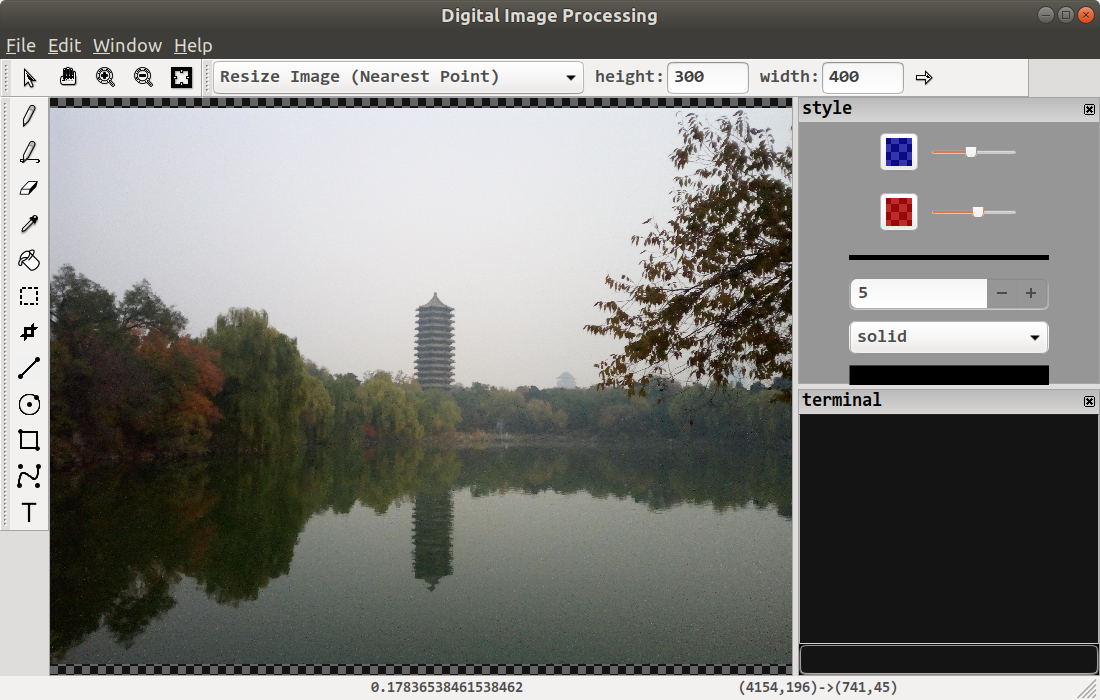 Digital Image Processing
File Edit Window Help
Resize Image (Nearest Point) height: 300 width: 400
style
5
solid
terminal
T
0.17836538461538462 (4154,196)->(741,45)